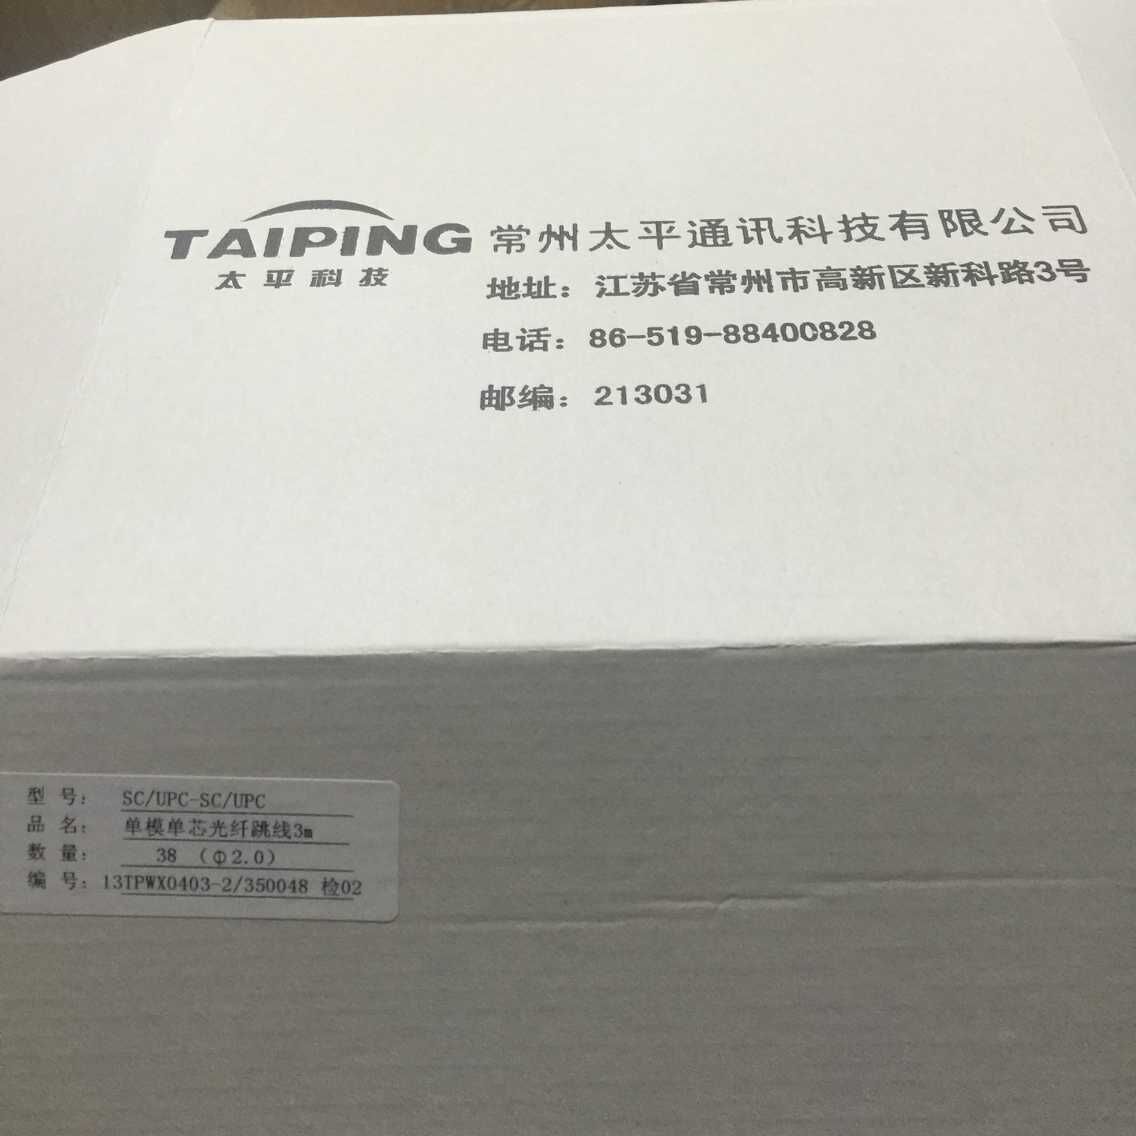 TAIPING
太平科技
常州太平通讯科技有限公司
地址：江苏省常州市高新区新科路3号
电话：86-519-88400828
邮编：213031
型 号： SC/UPC-SC/UPC
品 名： 单模单芯光纤跳线3m
数 量： 38 （Φ2.0）
编 号：13TPWX0403-2/350048 检02